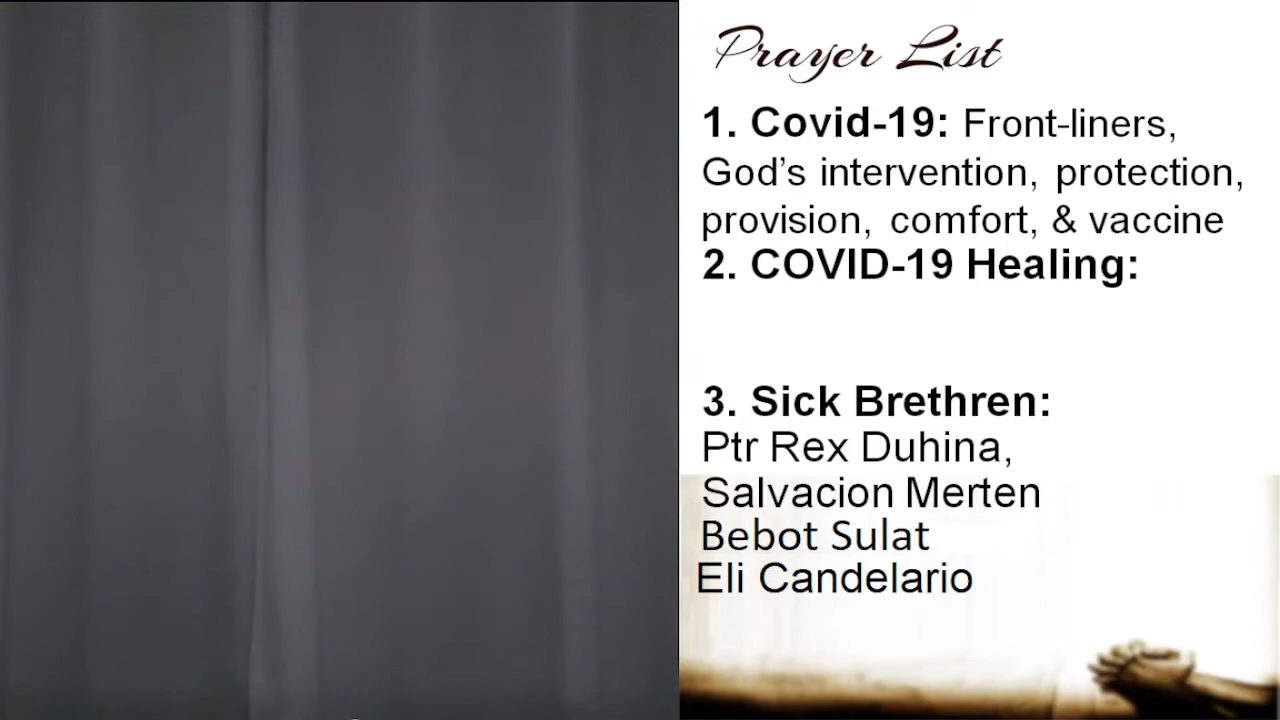 Prayer List
1. Covid-19: Front-liners,
God's intervention, protection,
provision, comfort, & vaccine
2. COVID-19 Healing:
3. Sick Brethren:
Ptr Rex Duhina,
Salvacion Merten
Bebot Sulat
Eli Candelario